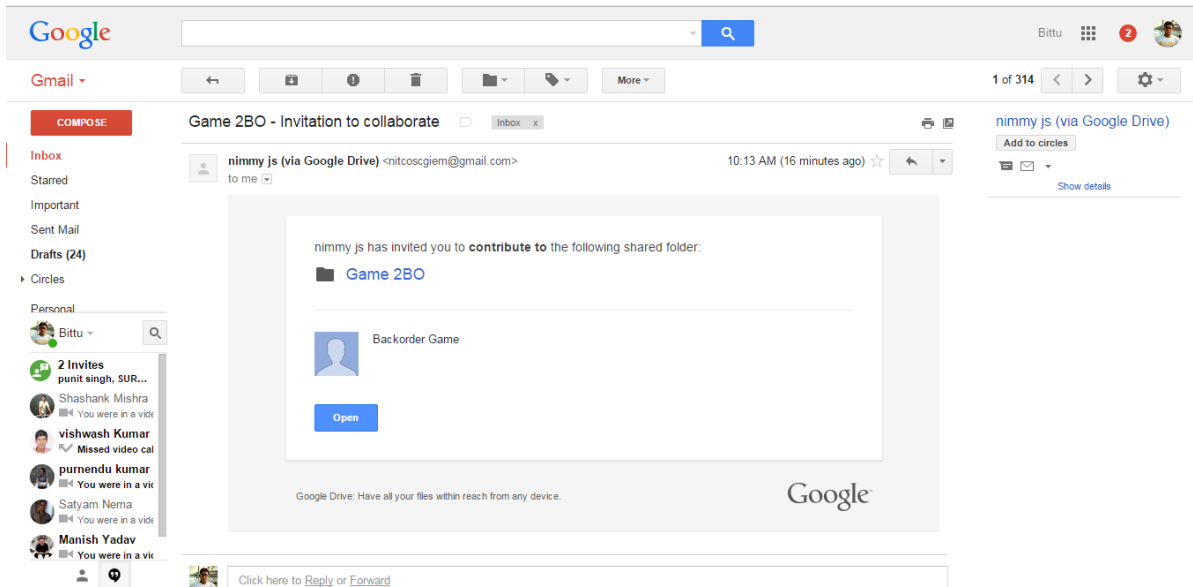 Google
Bittu
2
Gmail
More
1 of 314
COMPOSE
Inbox
Starred
Important
Sent Mail
Drafts (24)
Circles
Personal
Bittu
2 Invites
punit singh, SUR...
Shashank Mishra
You were in a vide
vishwash Kumar
Missed video cal
purnendu kumar
You were in a vid
Satyam Nema
You were in a vide
Manish Yadav
You were in a vid
Game 2BO - Invitation to collaborate
Inbox x
nimmy js (via Google Drive) <nitcoscgiem@gmail.com>
10:13 AM (16 minutes ago)
to me
nimmy js has invited you to contribute to the following shared folder:
Game 2BO
Backorder Game
Open
Google Drive: Have all your files within reach from any device.
Google
Click here to Reply or Forward
nimmy js (via Google Drive)
Add to circles
Show details